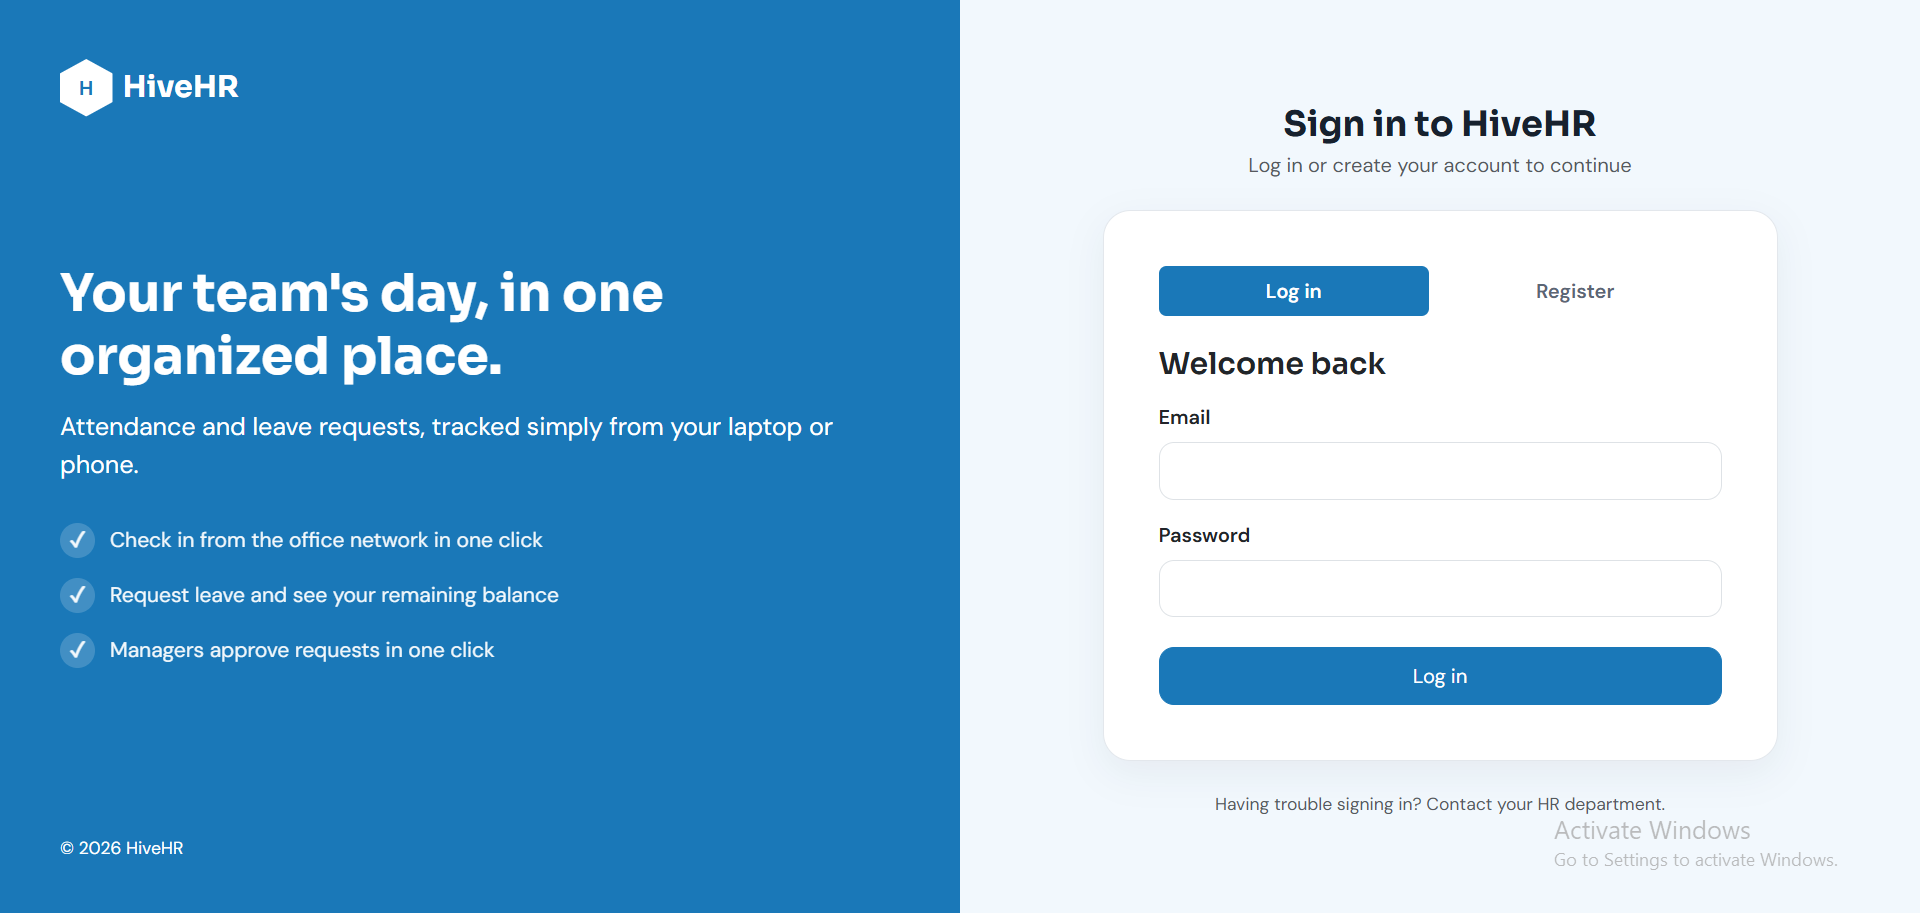 H HiveHR
Your team's day, in one
organized place.
Attendance and leave requests, tracked simply from your laptop or
phone.
✓ Check in from the office network in one click
✓ Request leave and see your remaining balance
✓ Managers approve requests in one click
© 2026 HiveHR
Sign in to HiveHR
Log in or create your account to continue
Log in Register
Welcome back
Email
Password
Log in
Having trouble signing in? Contact your HR department.
Activate Windows
Go to Settings to activate Windows.